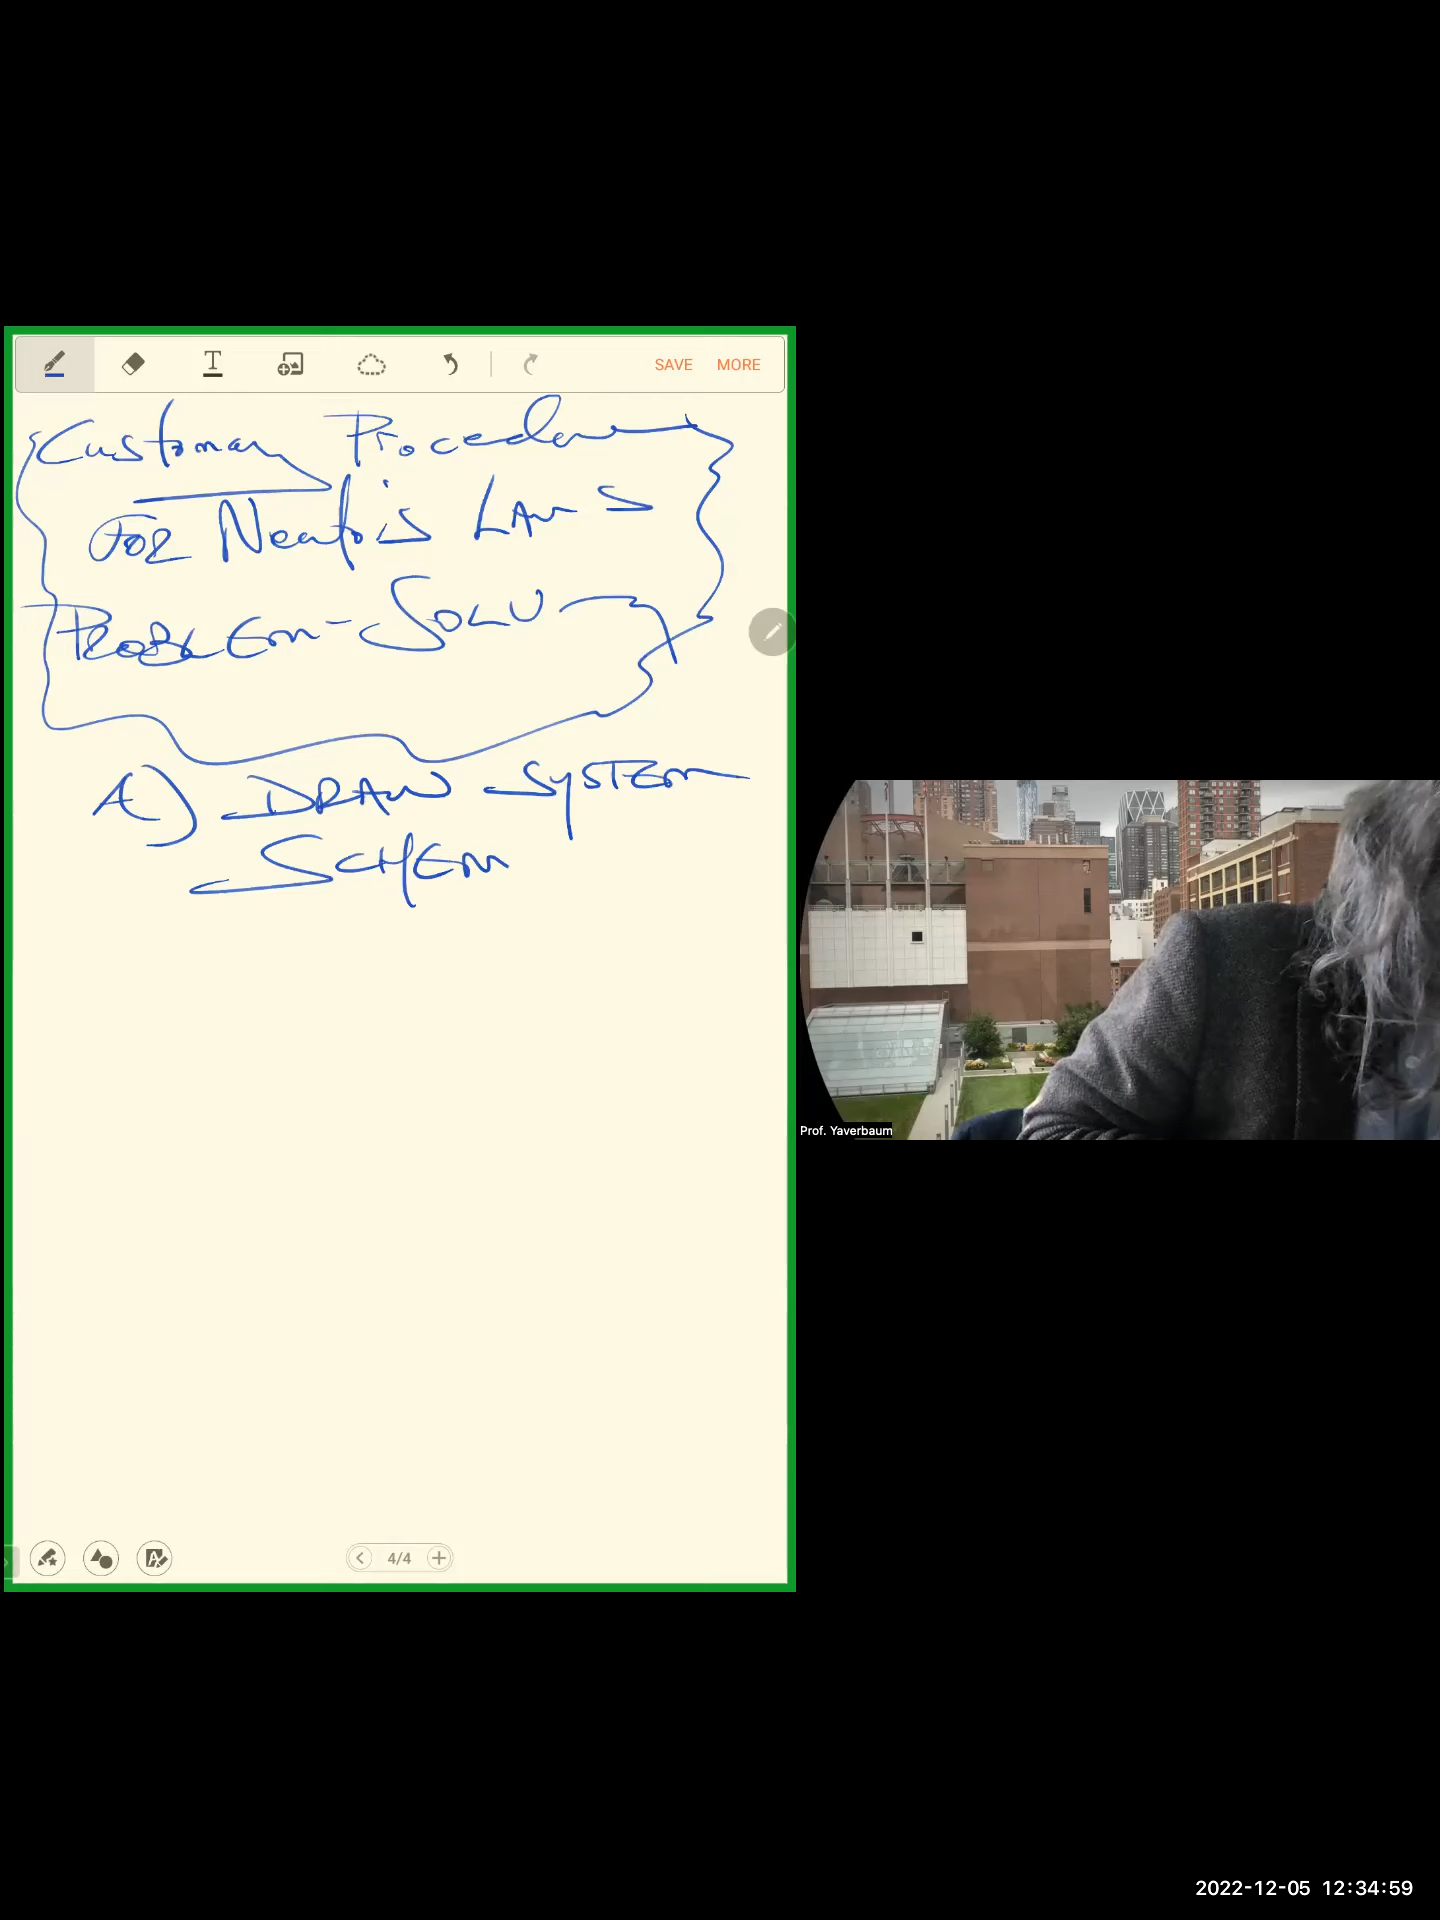 T
SAVE MORE
Customary Procedure
FOR Newton's LAWS
PROBLEM-SOLV
A) DRAW SYSTEM
SCHEM
Prof. Yaverbaum
A
4/4
2022-12-05 12:34:59